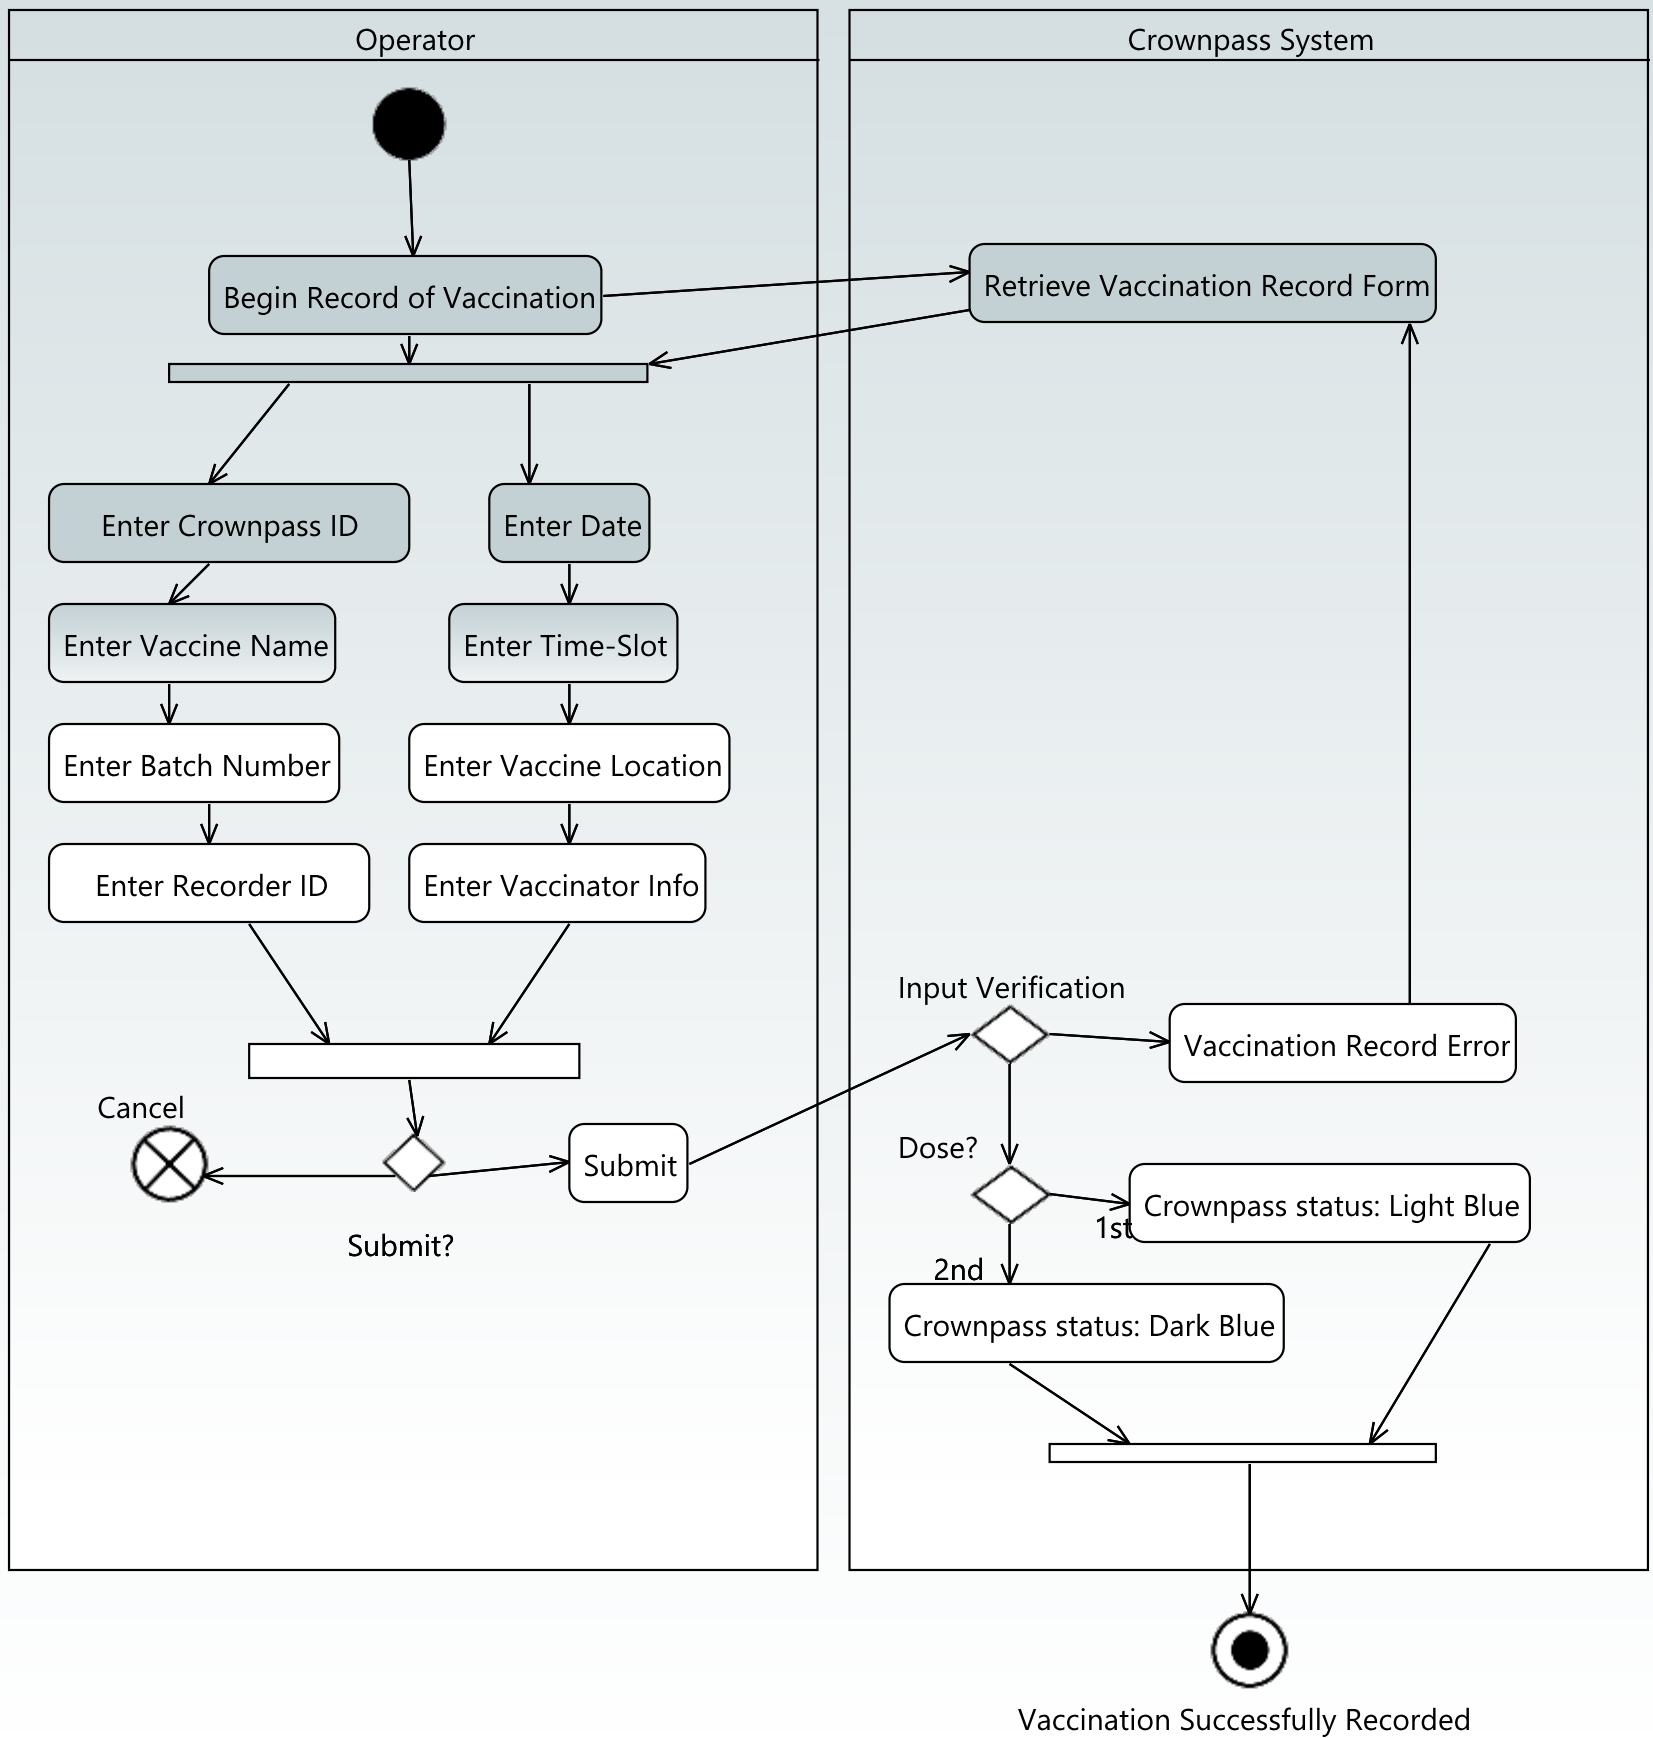 Operator
Crownpass System
Begin Record of Vaccination
Retrieve Vaccination Record Form
Enter Crownpass ID
Enter Date
Enter Vaccine Name
Enter Time-Slot
Enter Batch Number
Enter Vaccine Location
Enter Recorder ID
Enter Vaccinator Info
Input Verification
Vaccination Record Error
Cancel
Submit
Submit?
Dose?
Crownpass status: Light Blue
1st
2nd
Crownpass status: Dark Blue
Vaccination Successfully Recorded